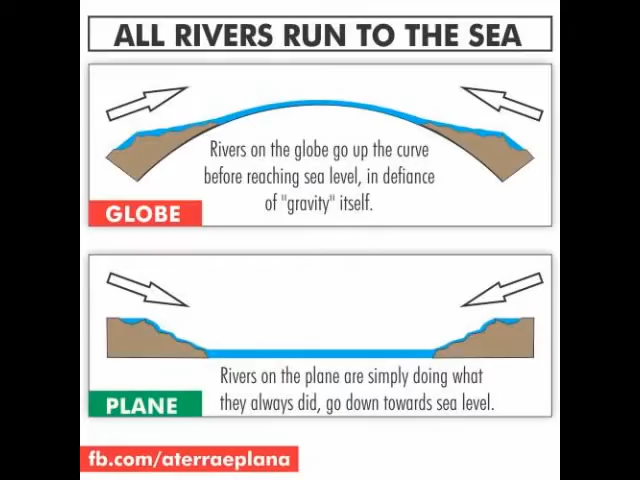 ALL RIVERS RUN TO THE SEA
Rivers on the globe go up the curve
before reaching sea level, in defiance
of "gravity" itself.
GLOBE
Rivers on the plane are simply doing what
they always did, go down towards sea level.
PLANE
fb.com/aterraeplana